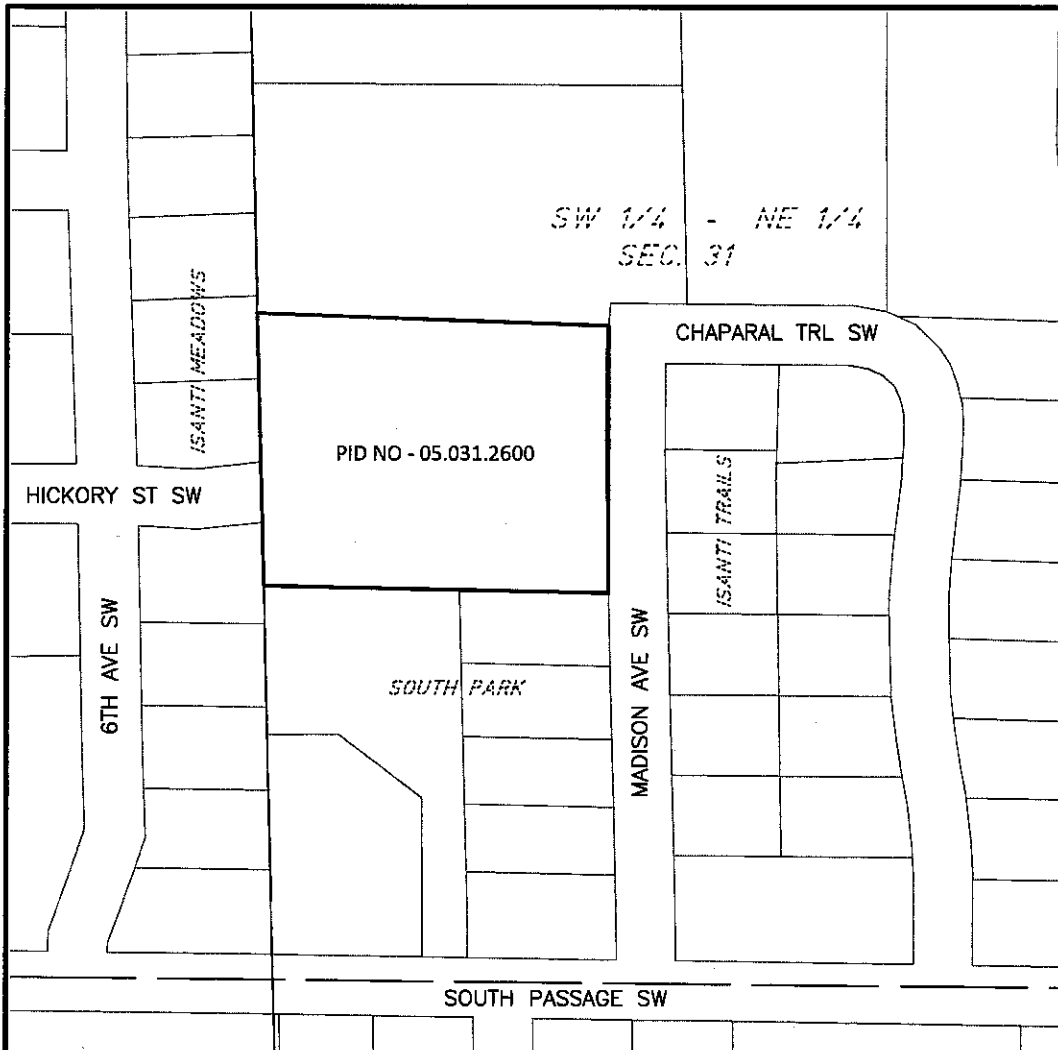 SW 1/4 - NE 1/4
SEC. 31
ISANTI MEADOWS
CHAPARAL TRL SW
PID NO - 05.031.2600
HICKORY ST SW
ISANTI TRAILS
6TH AVE SW
SOUTH PARK
MADISON AVE SW
SOUTH PASSAGE SW